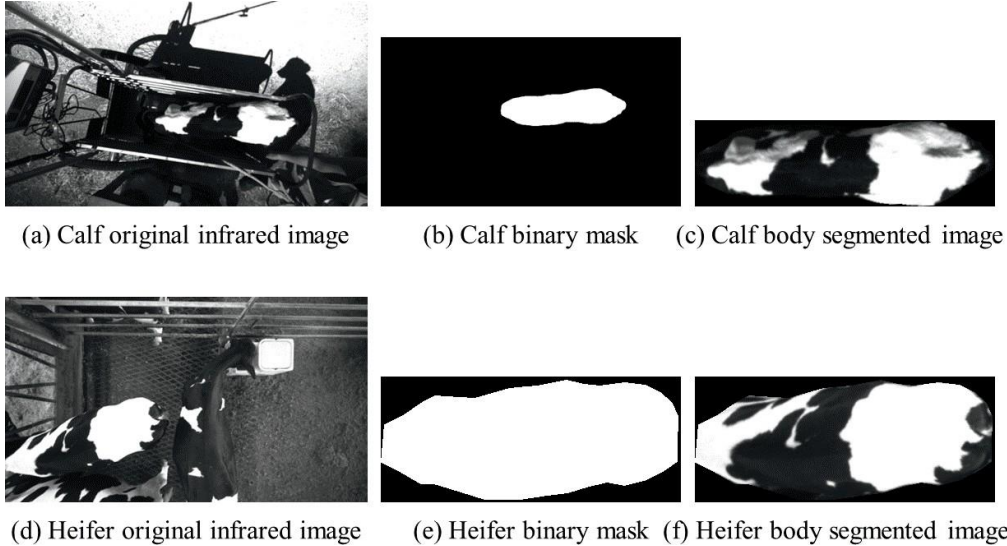 (a) Calf original infrared image
(b) Calf binary mask
(c) Calf body segmented image
(d) Heifer original infrared image
(e) Heifer binary mask
(f) Heifer body segmented image